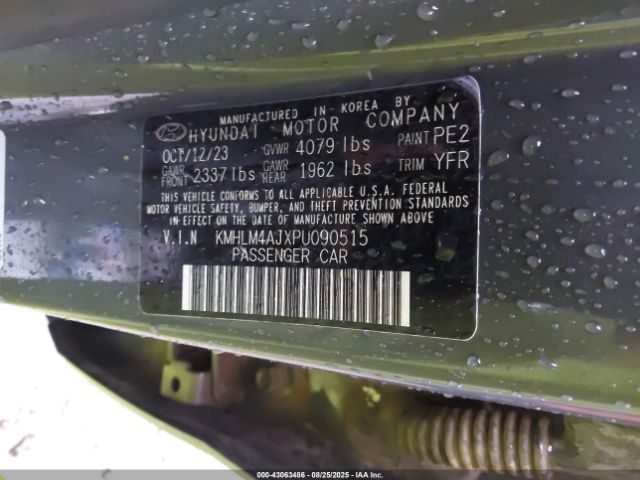 MANUFACTURED IN KOREA BY
HYUNDAI MOTOR COMPANY
OCT/12/23 GVWR 4079 lbs PAINT PE2
GAWR FRONT 2337 lbs GAWR REAR 1962 lbs TRIM YFR
THIS VEHICLE CONFORMS TO ALL APPLICABLE U.S.A. FEDERAL
MOTOR VEHICLE SAFETY, BUMPER, AND THEFT PREVENTION STANDARDS
IN EFFECT ON THE DATE OF MANUFACTURE SHOWN ABOVE.
V.I.N KMHLM4AJXPU090515
PASSENGER CAR
000-43063486 - 08/25/2025 - IAA Inc.